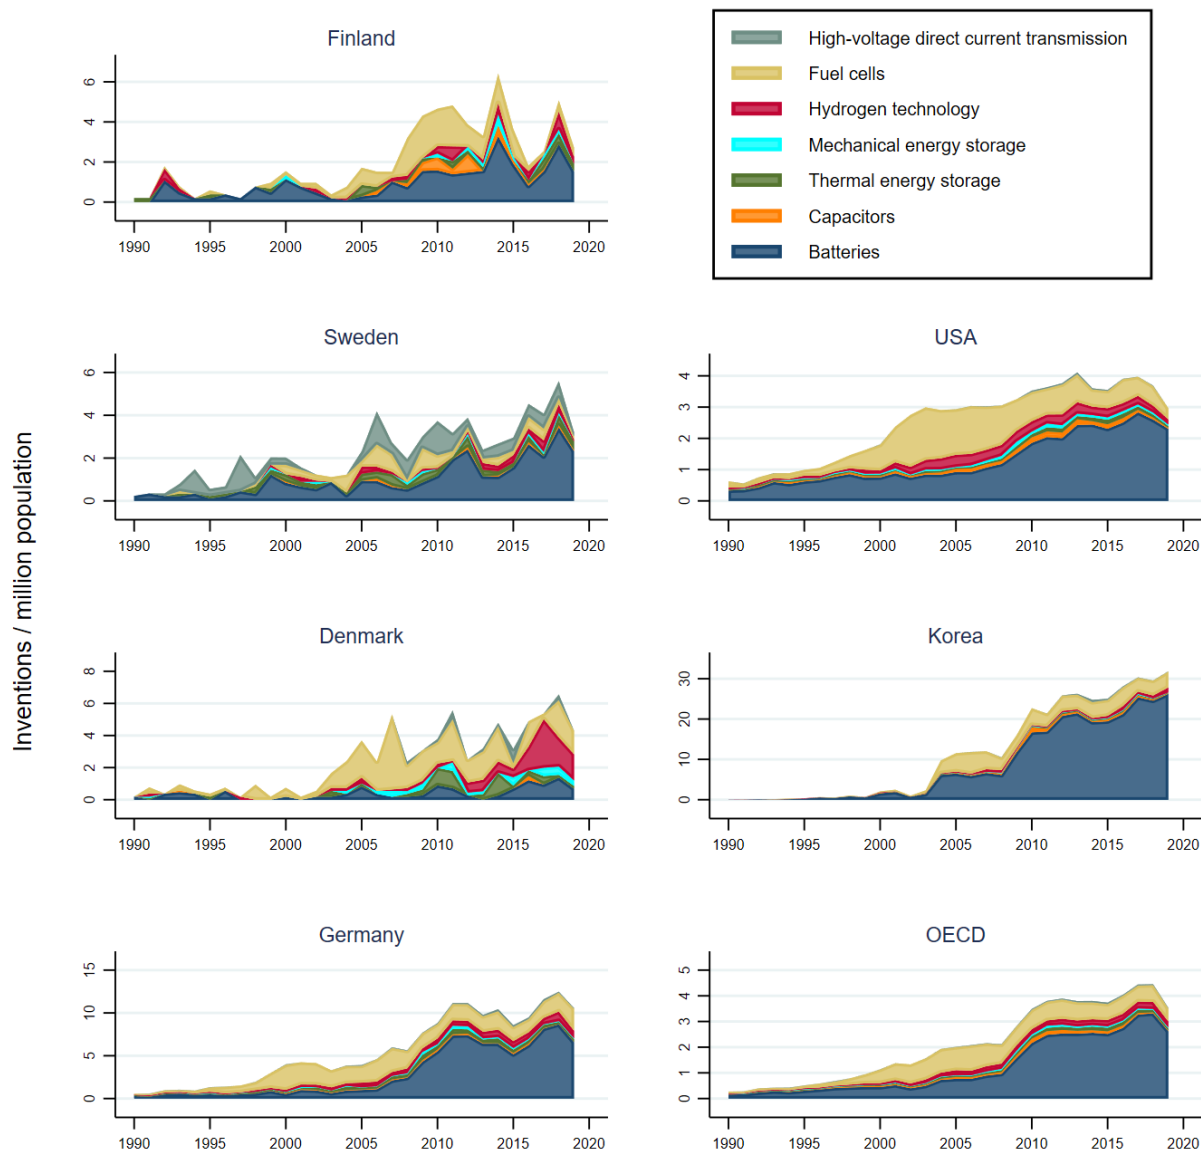 Finland
6
4
2
0
1990 1995 2000 2005 2010 2015 2020
High-voltage direct current transmission
Fuel cells
Hydrogen technology
Mechanical energy storage
Thermal energy storage
Capacitors
Batteries
Inventions / million population
Sweden
6
4
2
0
1990 1995 2000 2005 2010 2015 2020
USA
4
3
2
1
0
1990 1995 2000 2005 2010 2015 2020
Denmark
8
6
4
2
0
1990 1995 2000 2005 2010 2015 2020
Korea
30
20
10
0
1990 1995 2000 2005 2010 2015 2020
Germany
15
10
5
0
1990 1995 2000 2005 2010 2015 2020
OECD
5
4
3
2
1
0
1990 1995 2000 2005 2010 2015 2020